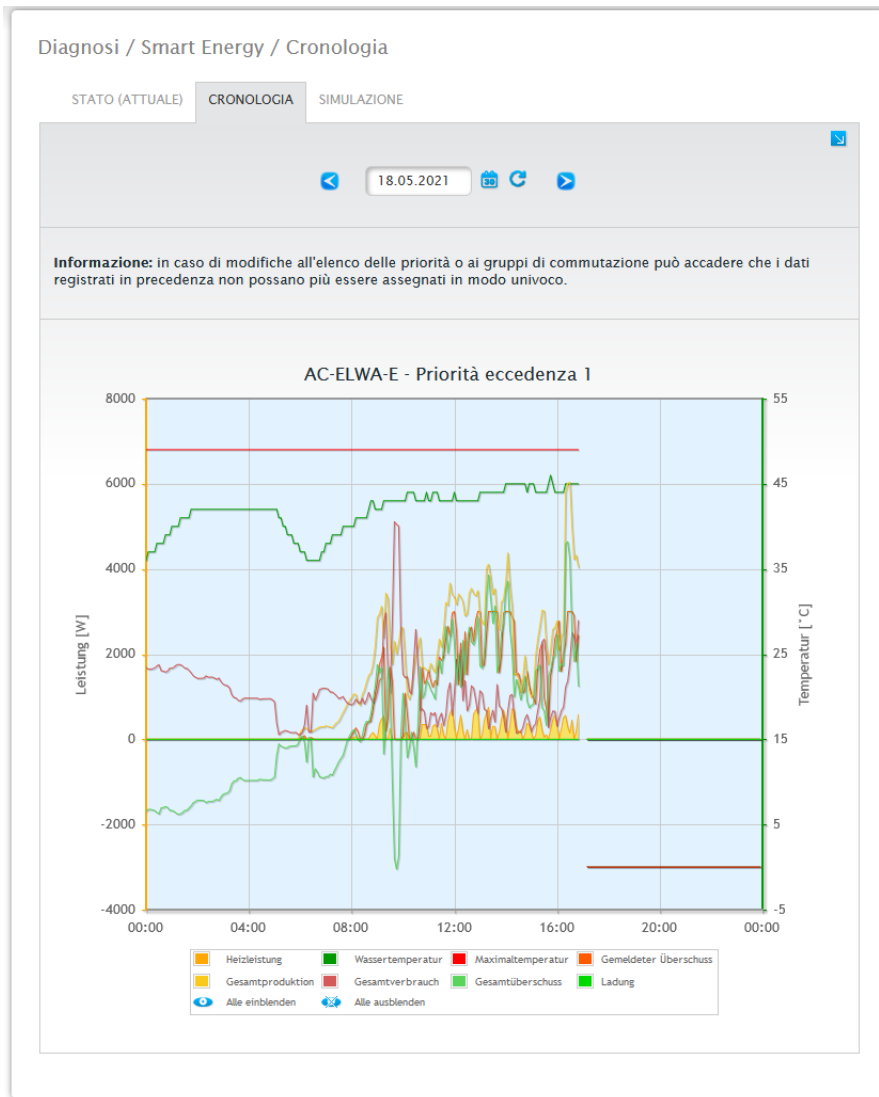 Diagnosi / Smart Energy / Cronologia
STATO (ATTUALE) CRONOLOGIA SIMULAZIONE
18.05.2021 30
Informazione: in caso di modifiche all'elenco delle priorità o ai gruppi di commutazione può accadere che i dati
registrati in precedenza non possano più essere assegnati in modo univoco.
AC-ELWA-E - Priorità eccedenza 1
8000 55
6000 45
4000 35
Leistung [W] Temperatur [°C]
2000 25
0 15
-2000 5
-4000 -5
00:00 04:00 08:00 12:00 16:00 20:00 00:00
Heizleistung Wassertemperatur Maximaltemperatur Gemeldeter Überschuss
Gesamtproduktion Gesamtverbrauch Gesamtüberschuss Ladung
Alle einblenden Alle ausblenden